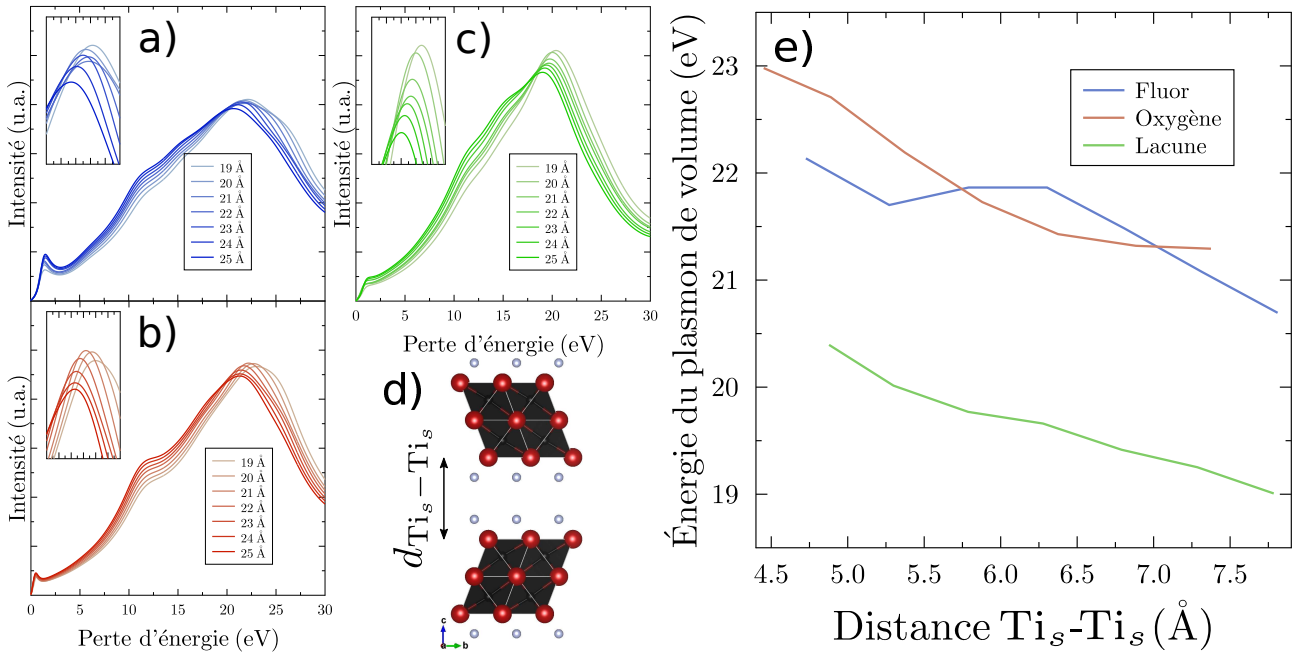 a)
Intensité (u.a.)
19 Å
20 Å
21 Å
22 Å
23 Å
24 Å
25 Å
b)
Intensité (u.a.)
19 Å
20 Å
21 Å
22 Å
23 Å
24 Å
25 Å
0 5 10 15 20 25 30
Perte d'énergie (eV)
c)
Intensité (u.a.)
19 Å
20 Å
21 Å
22 Å
23 Å
24 Å
25 Å
0 5 10 15 20 25 30
Perte d'énergie (eV)
d)
dTis−Tis
c
a
b
e)
Énergie du plasmon de volume (eV)
23
22
21
20
19
Fluor
Oxygène
Lacune
4.5 5.0 5.5 6.0 6.5 7.0 7.5
Distance Tis-Tis (Å)